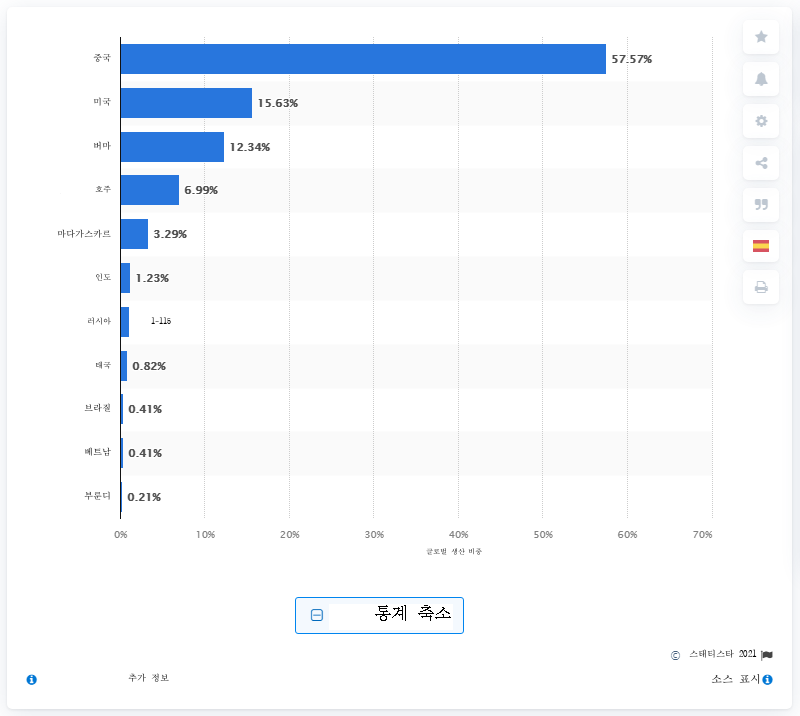 중국 57.57%
미국 15.63%
버마 12.34%
호주 6.99%
마다가스카르 3.29%
인도 1.23%
러시아 1-115
태국 0.82%
브라질 0.41%
베트남 0.41%
부룬디 0.21%
0% 10% 20% 30% 40% 50% 60% 70%
글로벌 생산 비중
통계 축소
© 스태티스타 2021
추가 정보 소스 표시